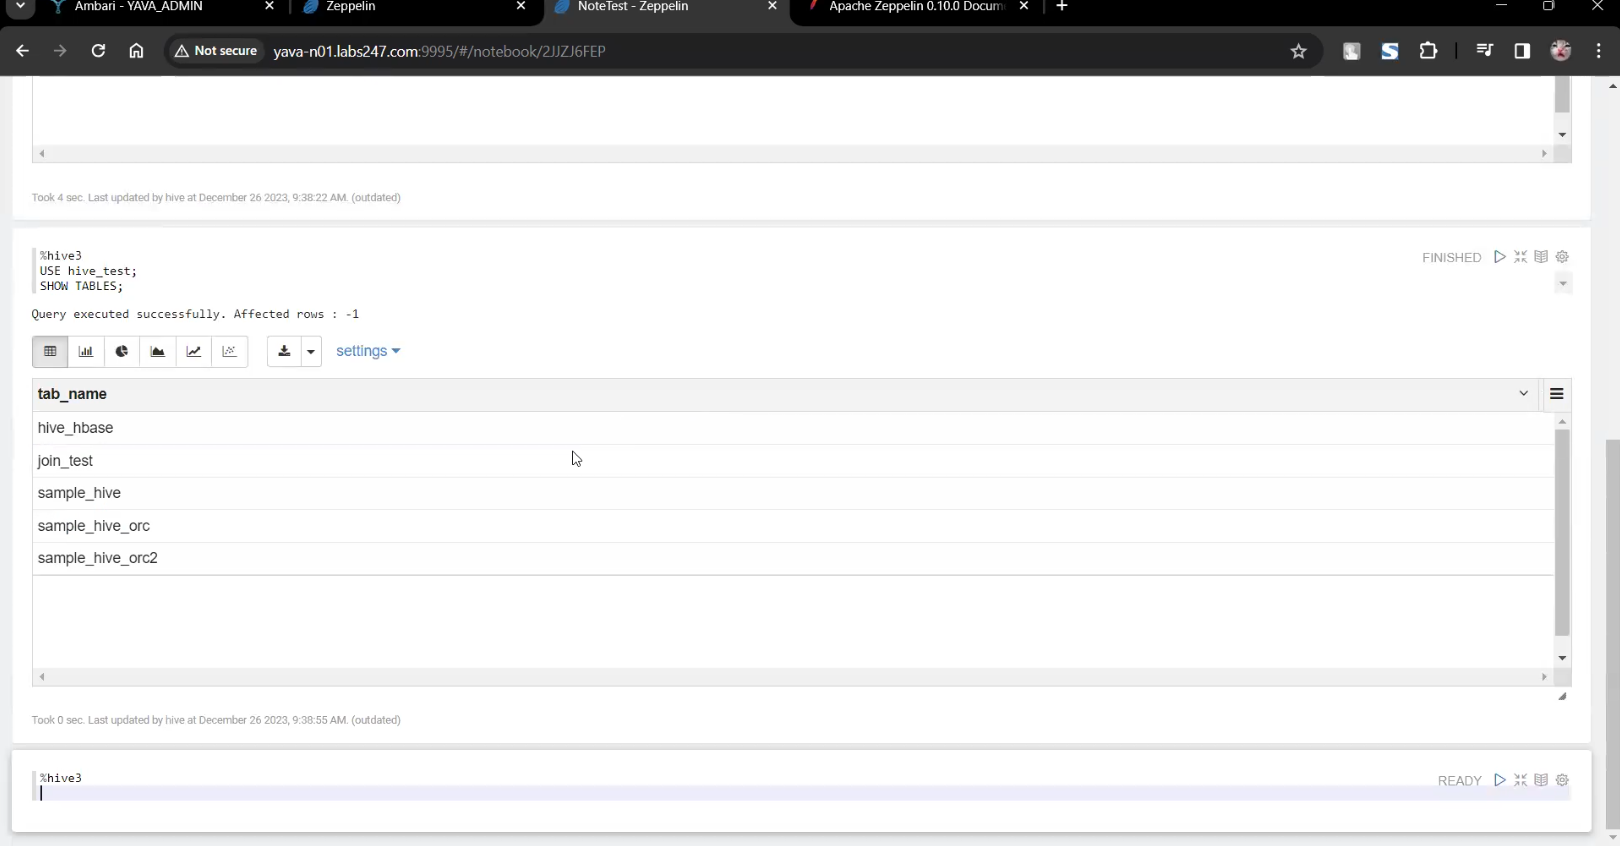 Ambari - YAVA_ADMIN
Zeppelin
NoteTest - Zeppelin
Apache Zeppelin 0.10.0 Docum
Not secure
yava-n01.labs247.com:9995/#/notebook/2JJZJ6FEP
Took 4 sec. Last updated by hive at December 26 2023, 9:38:22 AM. (outdated)
%hive3
FINISHED
USE hive_test;
SHOW TABLES;
Query executed successfully. Affected rows : -1
settings
tab_name
hive_hbase
join_test
sample_hive
sample_hive_orc
sample_hive_orc2
Took 0 sec. Last updated by hive at December 26 2023, 9:38:55 AM. (outdated)
%hive3
READY